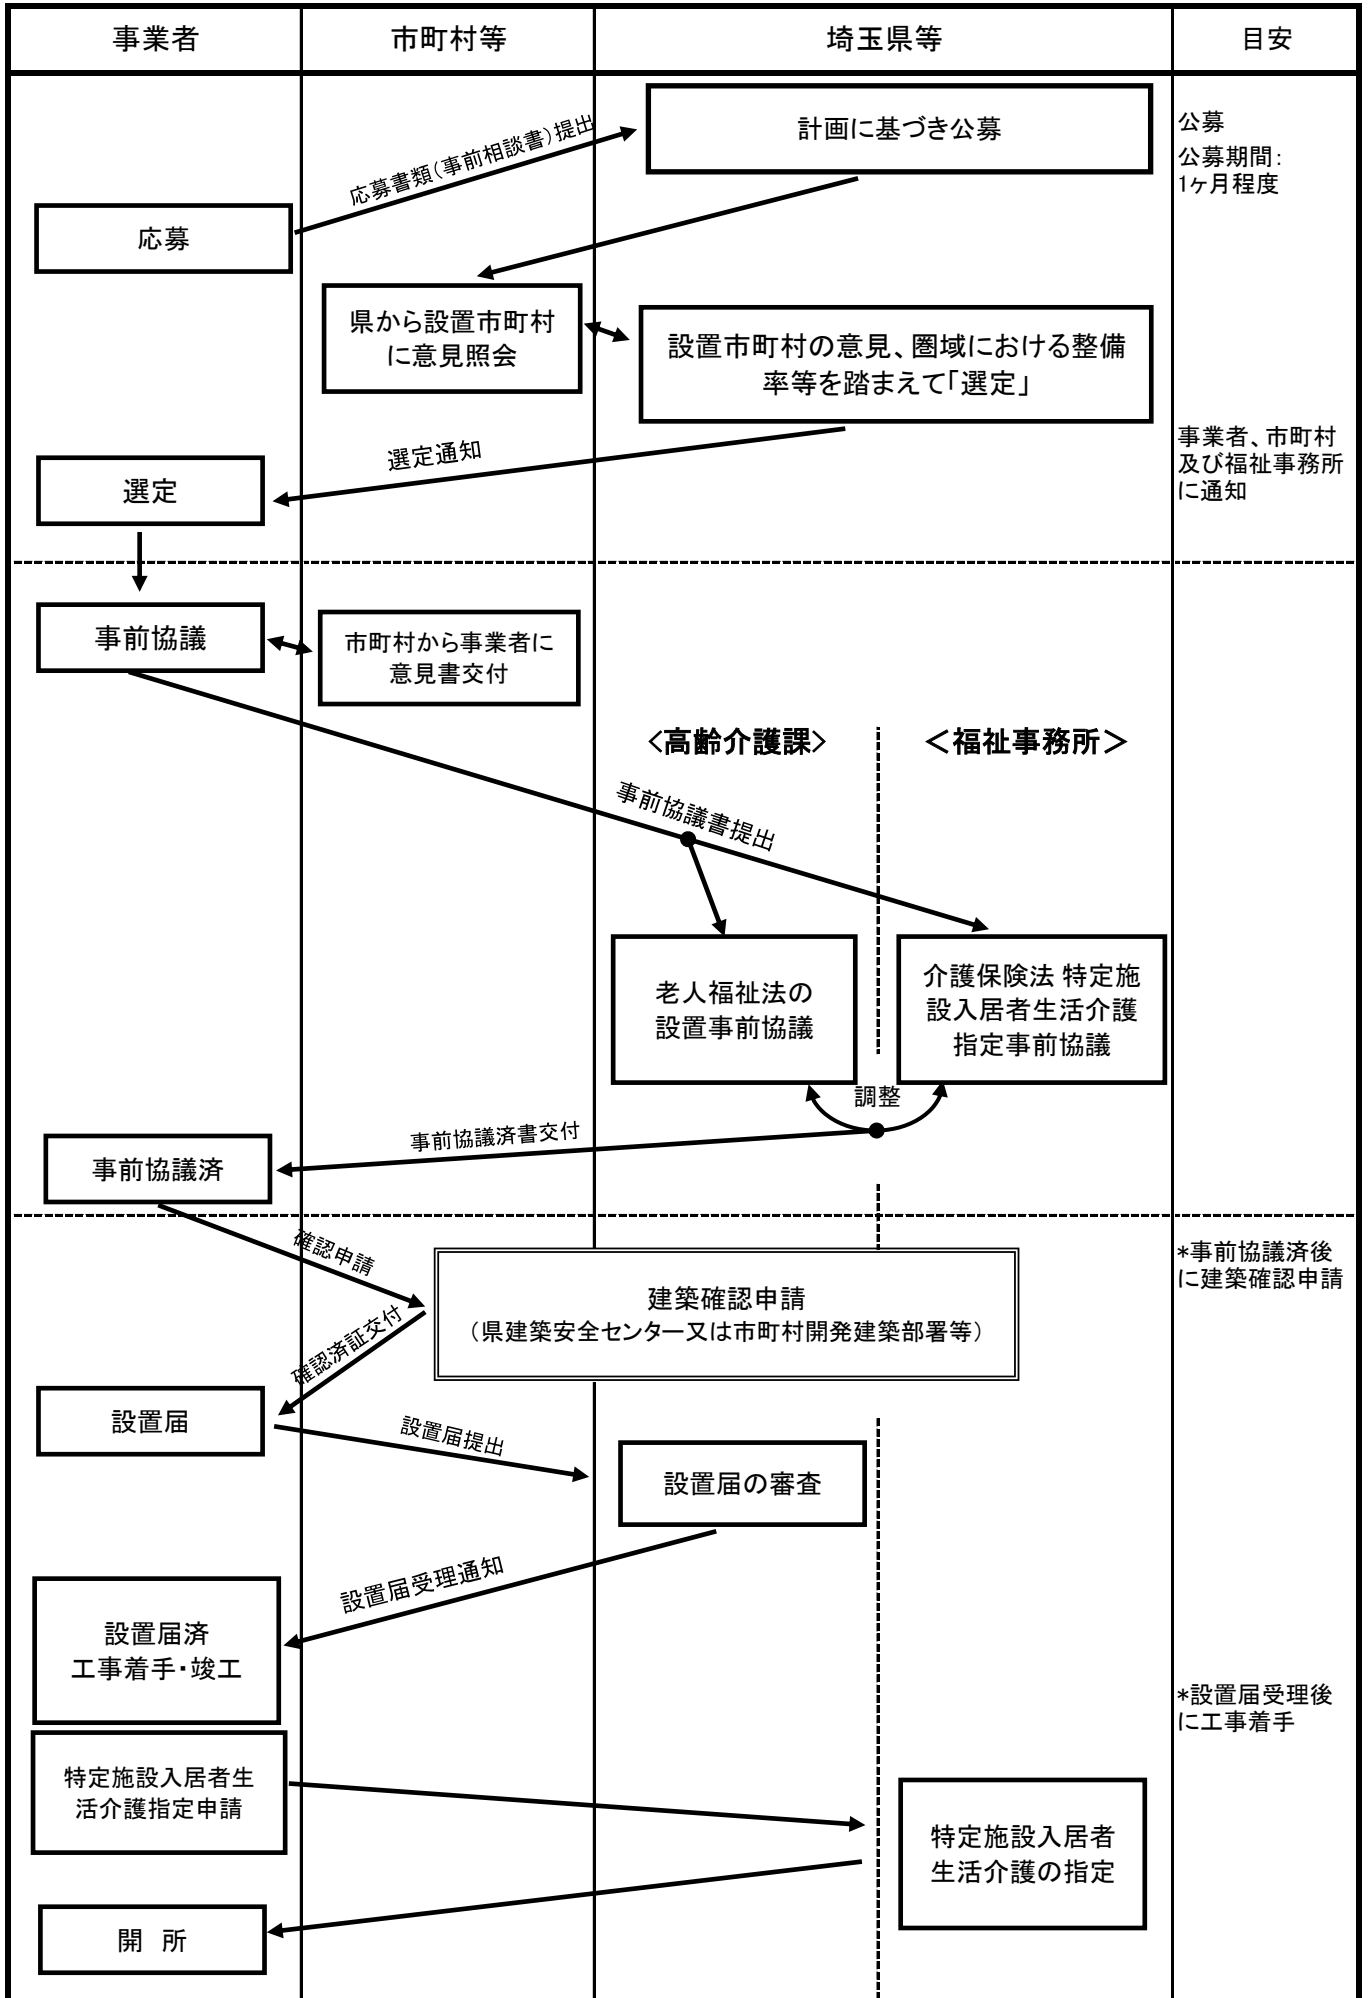 事業者
市町村等
埼玉県等
目安
計画に基づき公募
公募
公募期間:
1ヶ月程度
応募書類(事前相談書)提出
応募
県から設置市町村
に意見照会
設置市町村の意見、圏域における整備
率等を踏まえて「選定」
選定通知
事業者、市町村
及び福祉事務所
に通知
選定
事前協議
市町村から事業者に
意見書交付
<高齢介護課>
<福祉事務所>
事前協議書提出
老人福祉法の
設置事前協議
介護保険法 特定施
設入居者生活介護
指定事前協議
調整
事前協議済書交付
事前協議済
確認申請
*事前協議済後
に建築確認申請
建築確認申請
(県建築安全センター又は市町村開発建築部署等)
確認済証交付
設置届
設置届提出
設置届の審査
設置届受理通知
設置届済
工事着手・竣工
*設置届受理後
に工事着手
特定施設入居者生
活介護指定申請
特定施設入居者
生活介護の指定
開 所